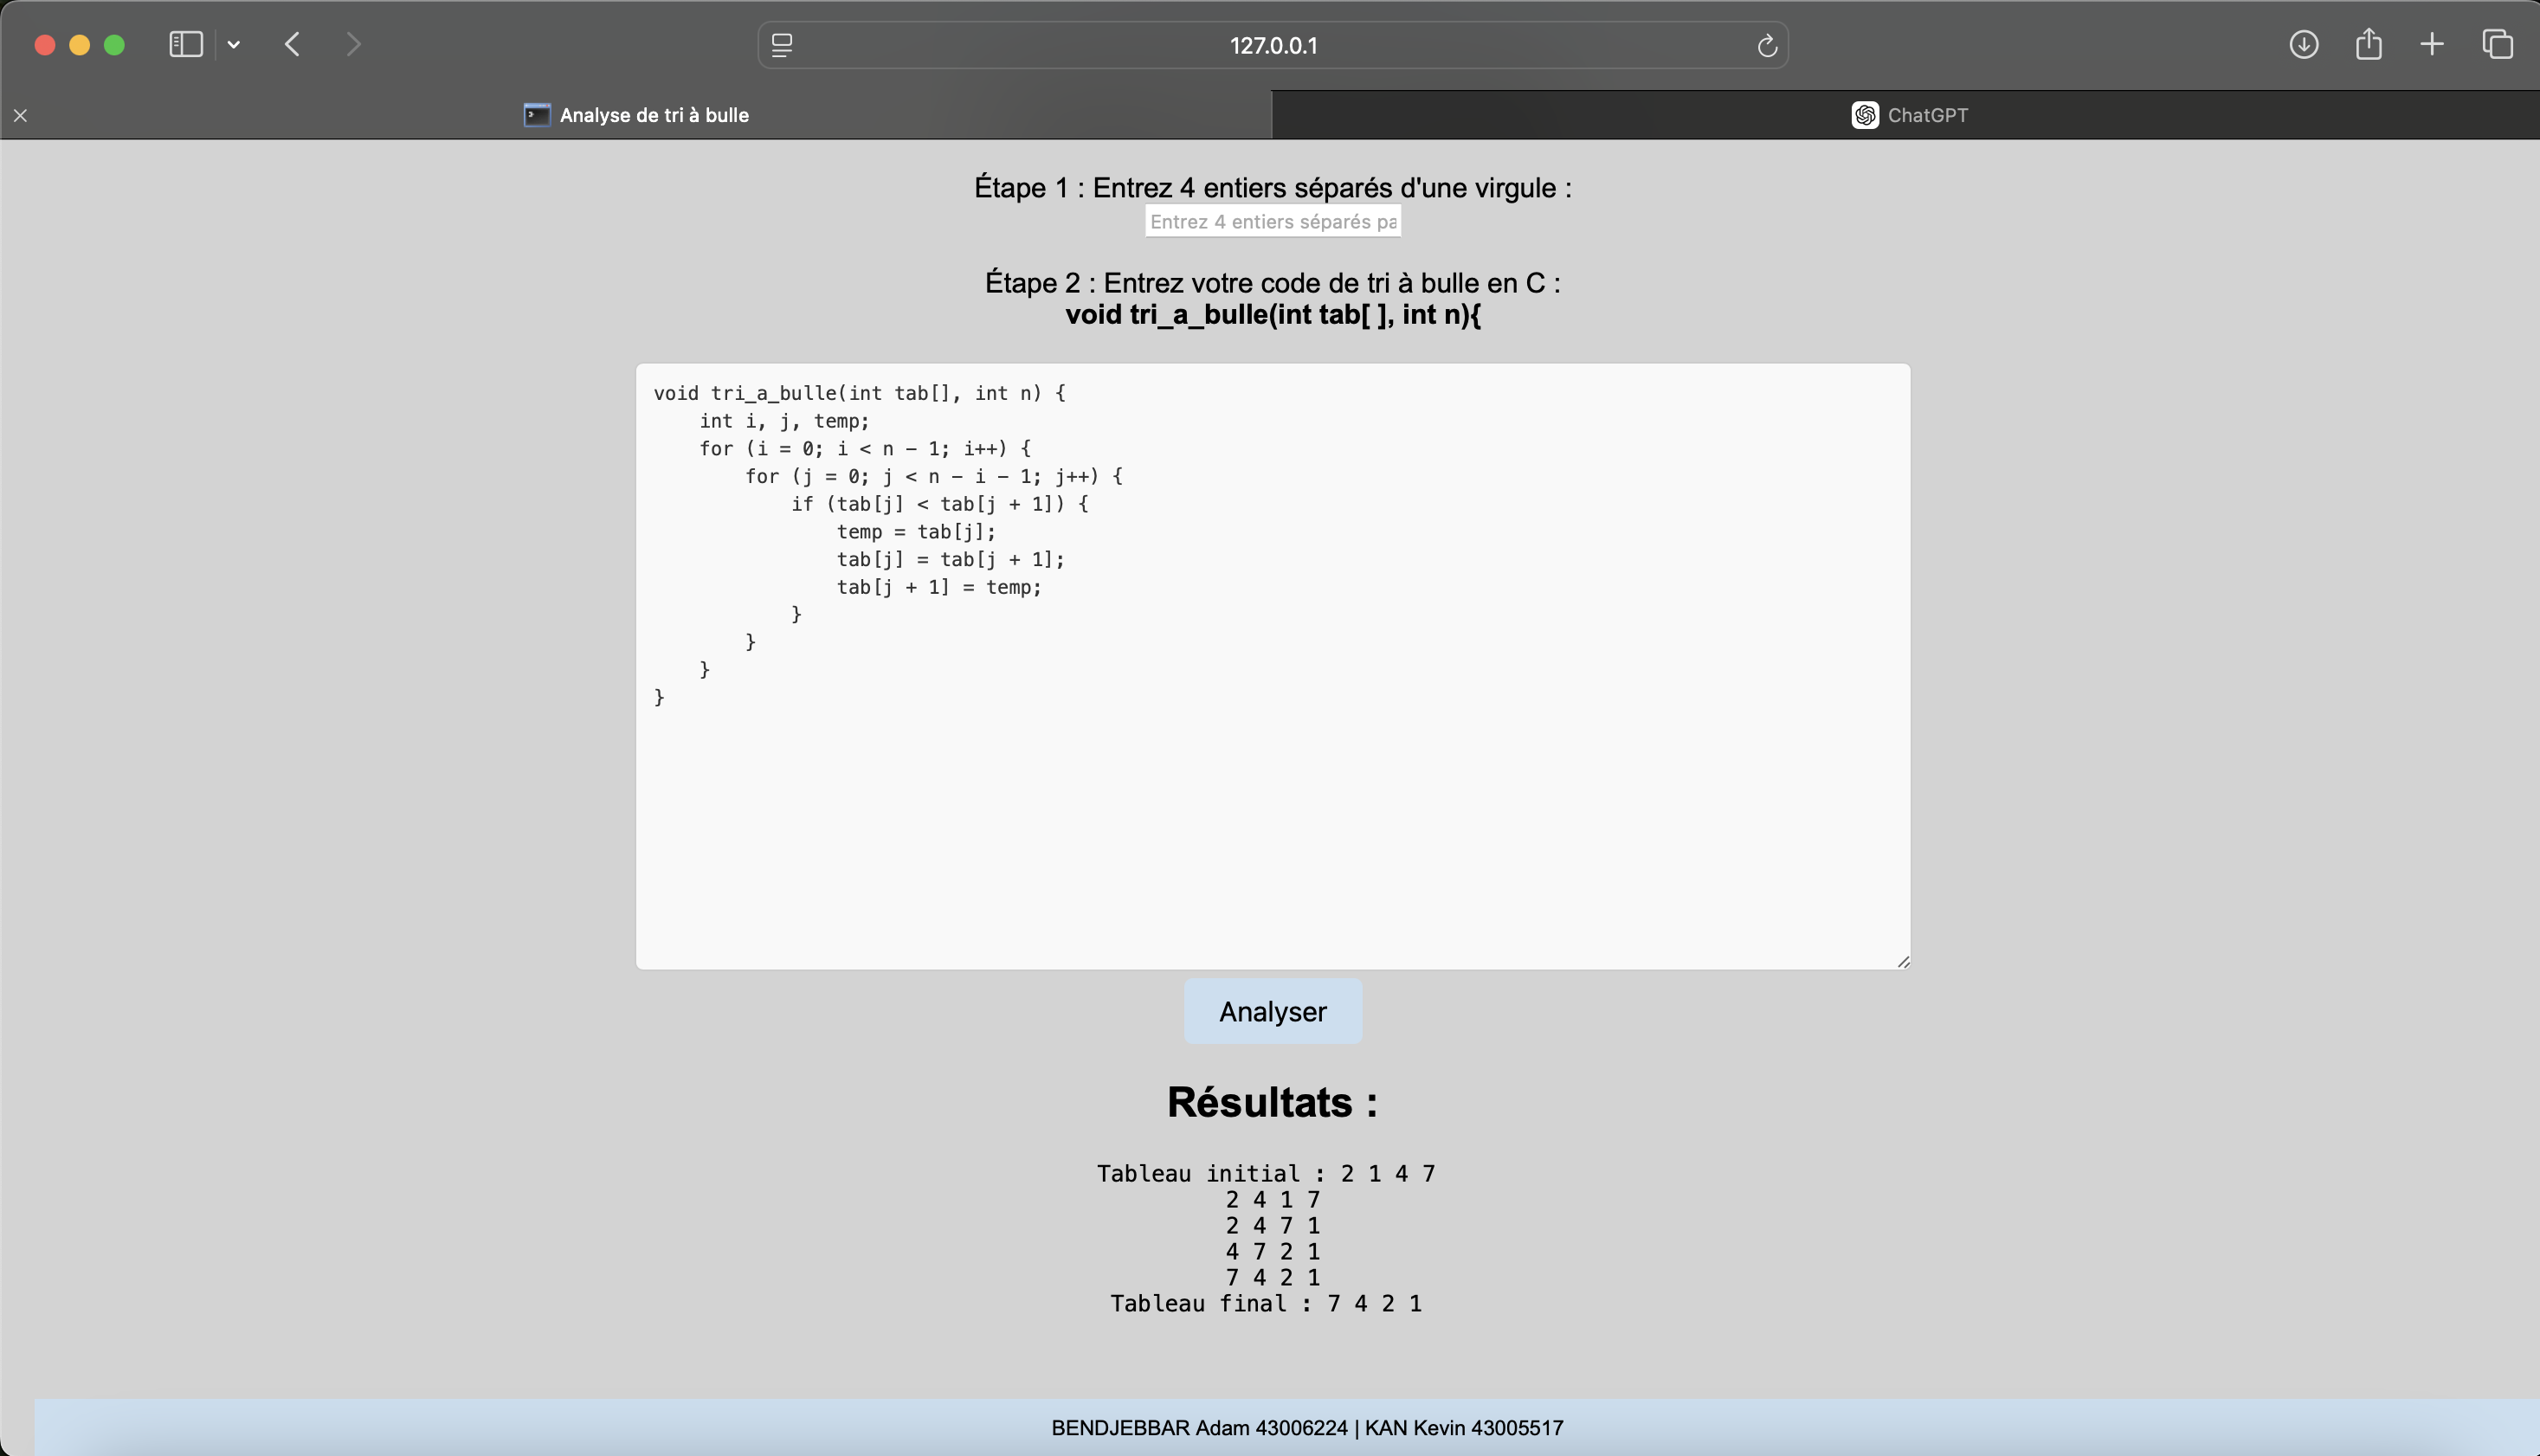 127.0.0.1
Analyse de tri à bulle
ChatGPT
Étape 1 : Entrez 4 entiers séparés d'une virgule :
Entrez 4 entiers séparés pa
Étape 2 : Entrez votre code de tri à bulle en C :
void tri_a_bulle(int tab[ ], int n){
void tri_a_bulle(int tab[], int n) {
    int i, j, temp;
    for (i = 0; i < n - 1; i++) {
        for (j = 0; j < n - i - 1; j++) {
            if (tab[j] < tab[j + 1]) {
                temp = tab[j];
                tab[j] = tab[j + 1];
                tab[j + 1] = temp;
            }
        }
    }
}
Analyser
Résultats :
Tableau initial : 2 1 4 7
2 4 1 7
2 4 7 1
4 7 2 1
7 4 2 1
Tableau final : 7 4 2 1
BENDJEBBAR Adam 43006224 | KAN Kevin 43005517